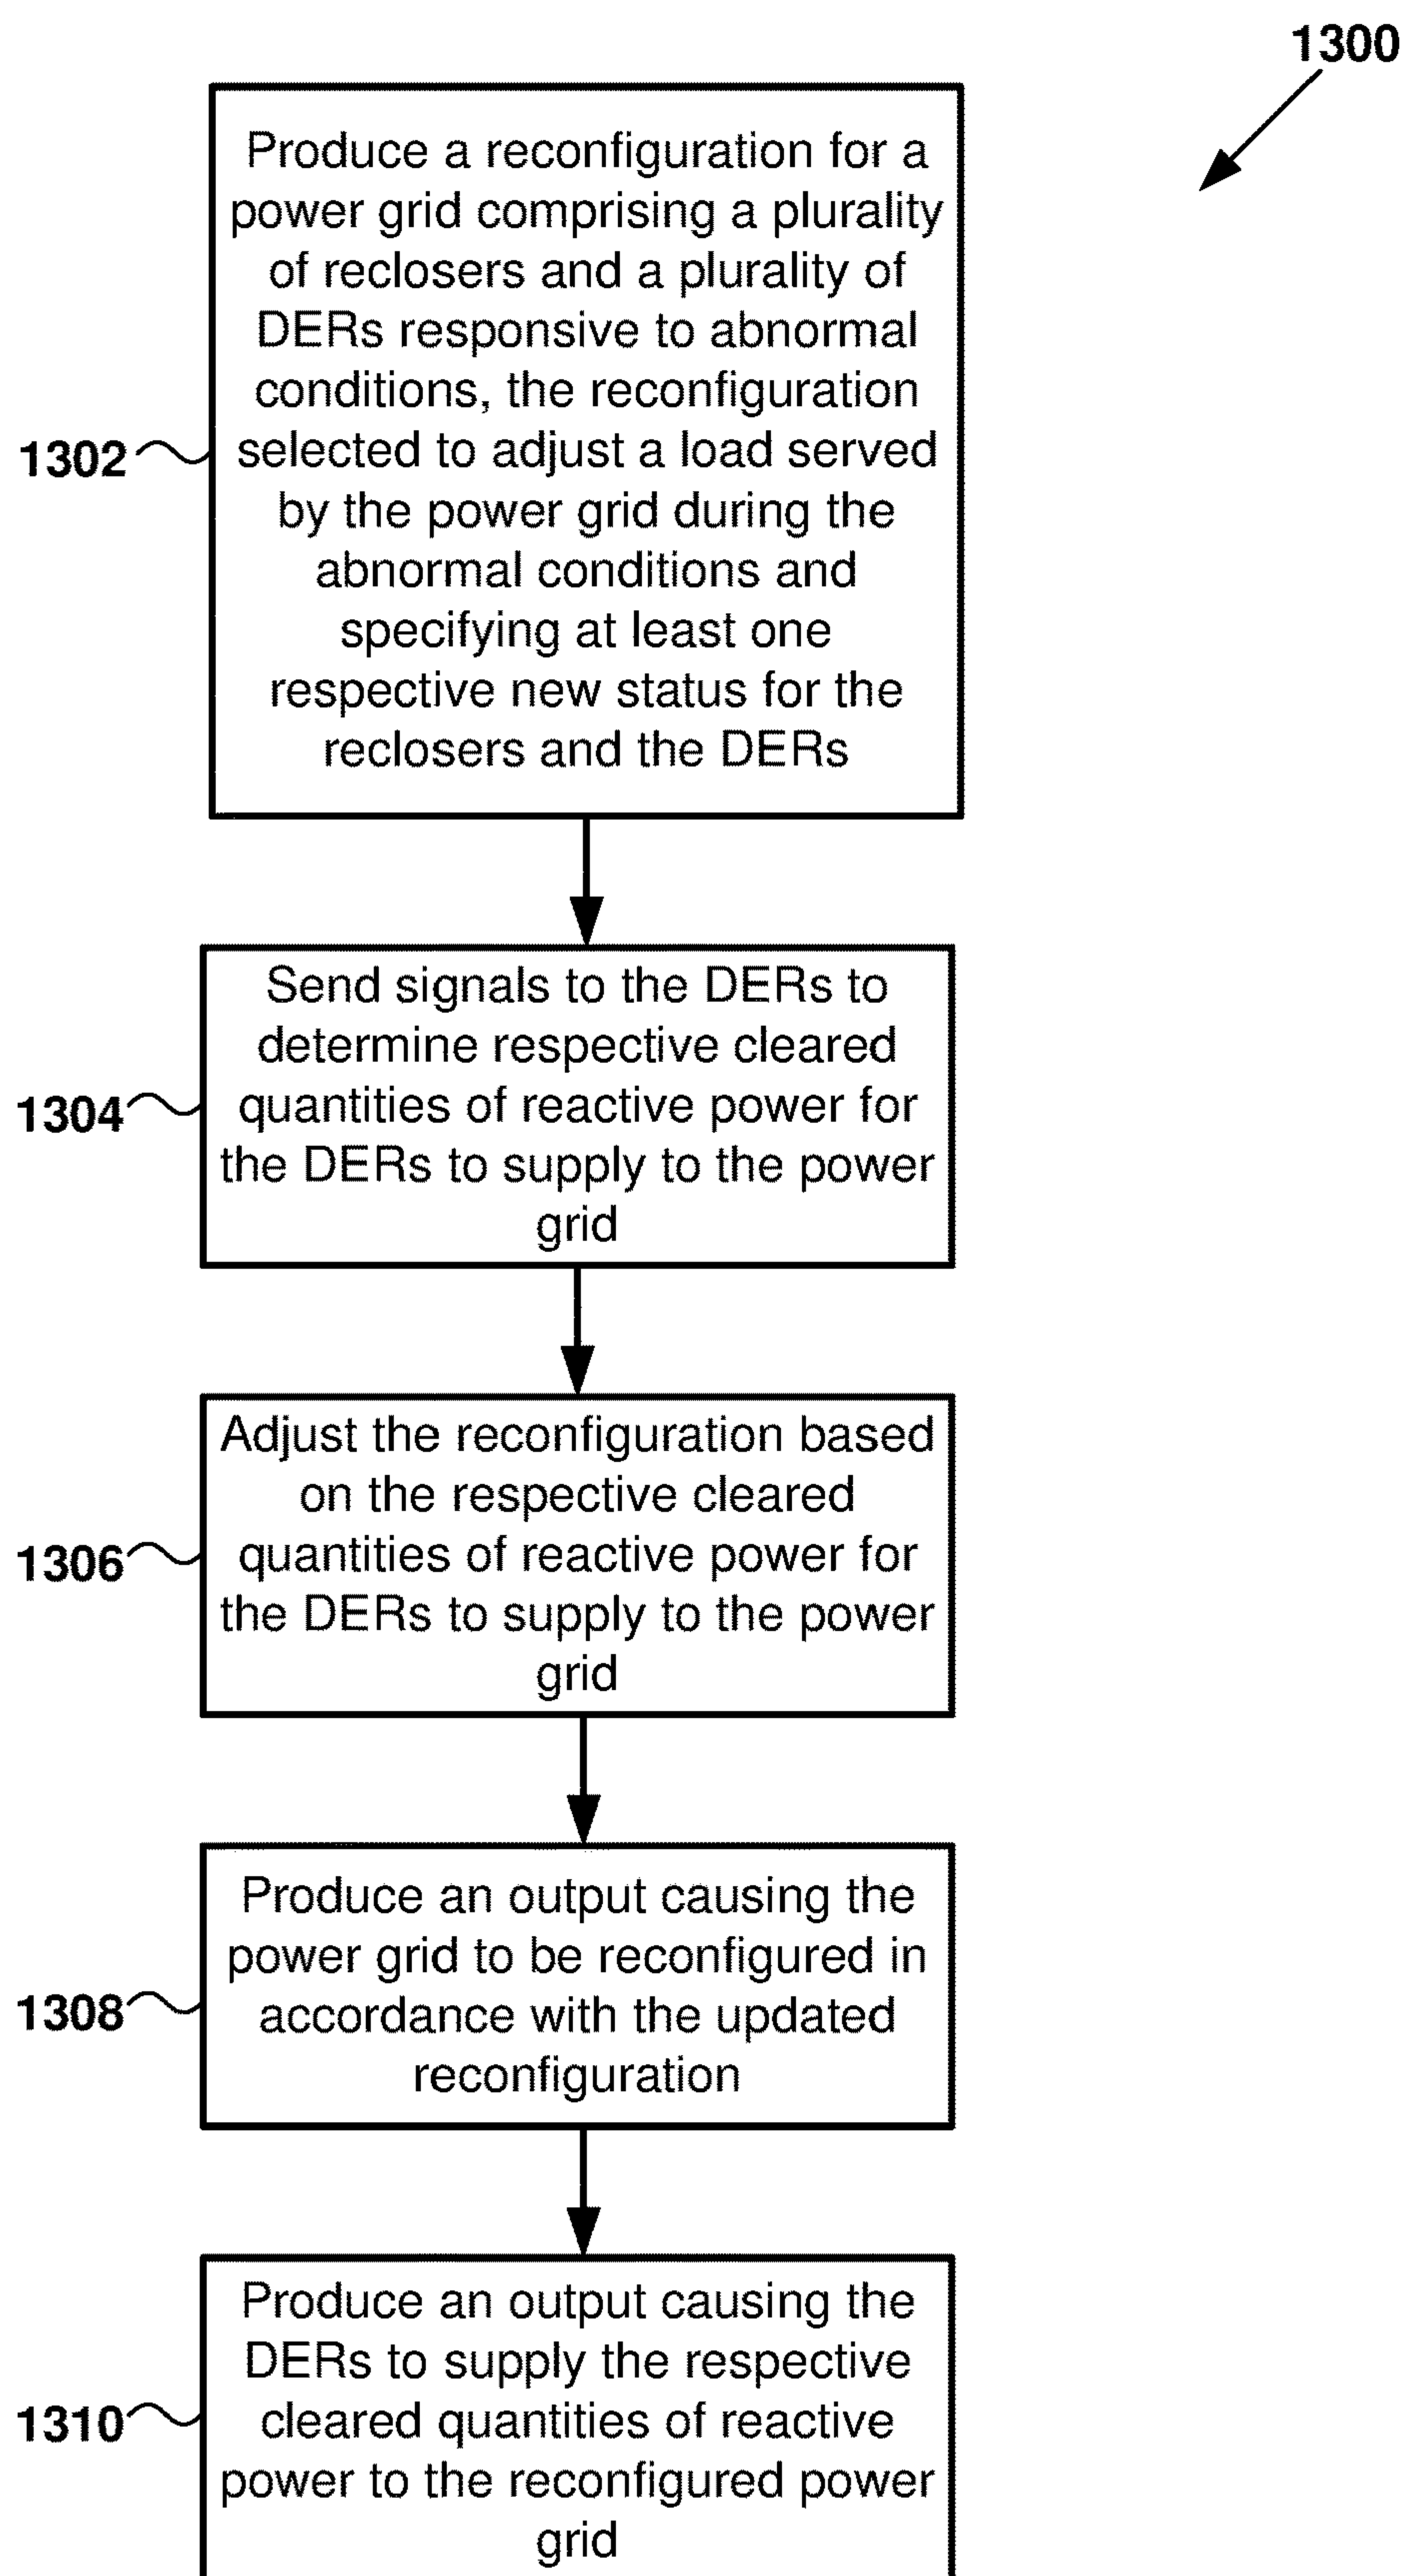 1300
Produce a reconfiguration for a
power grid comprising a plurality
of reclosers and a plurality of
DERs responsive to abnormal
conditions, the reconfiguration
selected to adjust a load served
by the power grid during the
abnormal conditions and
specifying at least one
respective new status for the
reclosers and the DERs
1302
Send signals to the DERs to
determine respective cleared
quantities of reactive power for
the DERs to supply to the power
grid
1304
Adjust the reconfiguration based
on the respective cleared
quantities of reactive power for
the DERs to supply to the power
grid
1306
Produce an output causing the
power grid to be reconfigured in
accordance with the updated
reconfiguration
1308
Produce an output causing the
DERs to supply the respective
cleared quantities of reactive
power to the reconfigured power
grid
1310